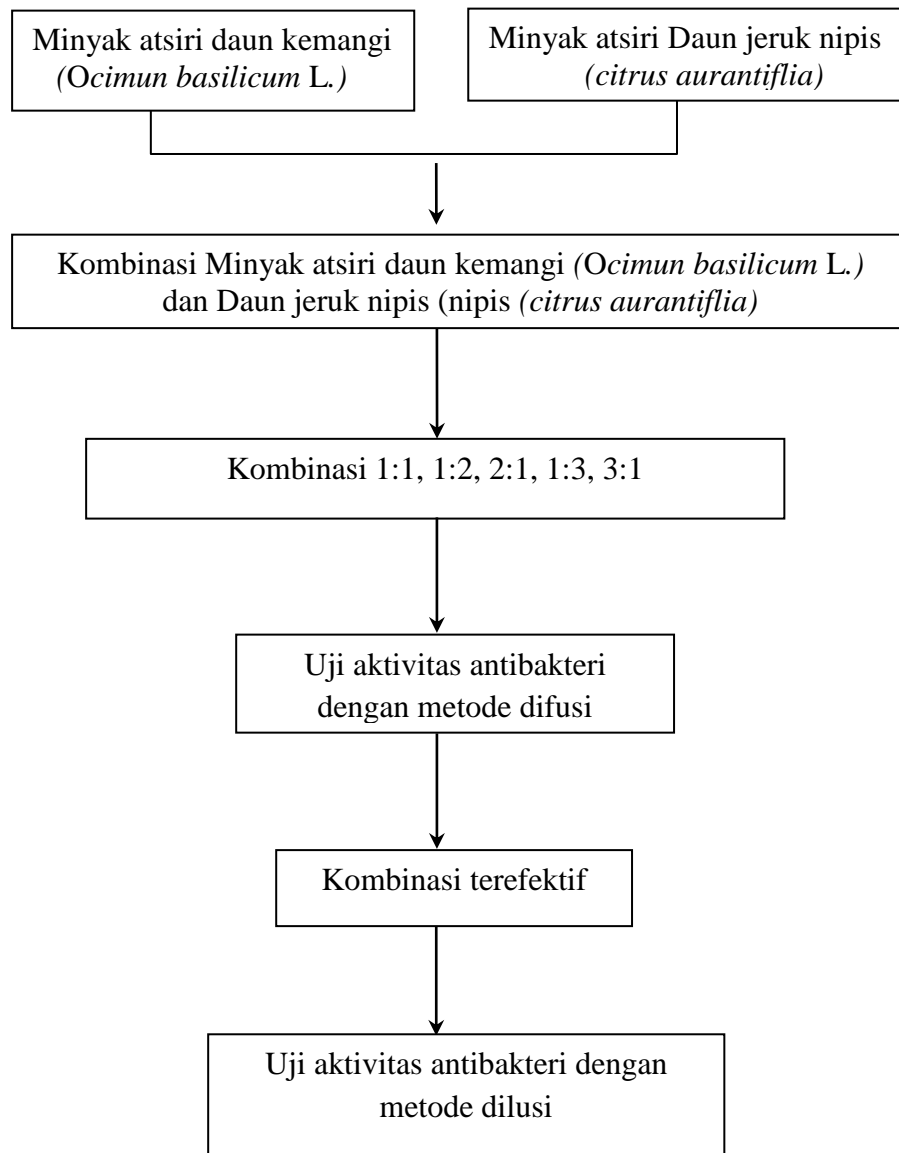 Minyak atsiri daun kemangi
(Ocimun basilicum L.)
Minyak atsiri Daun jeruk nipis
(citrus aurantiflia)
Kombinasi Minyak atsiri daun kemangi (Ocimun basilicum L.)
dan Daun jeruk nipis (nipis (citrus aurantiflia)
Kombinasi 1:1, 1:2, 2:1, 1:3, 3:1
Uji aktivitas antibakteri
dengan metode difusi
Kombinasi terefektif
Uji aktivitas antibakteri dengan
metode dilusi